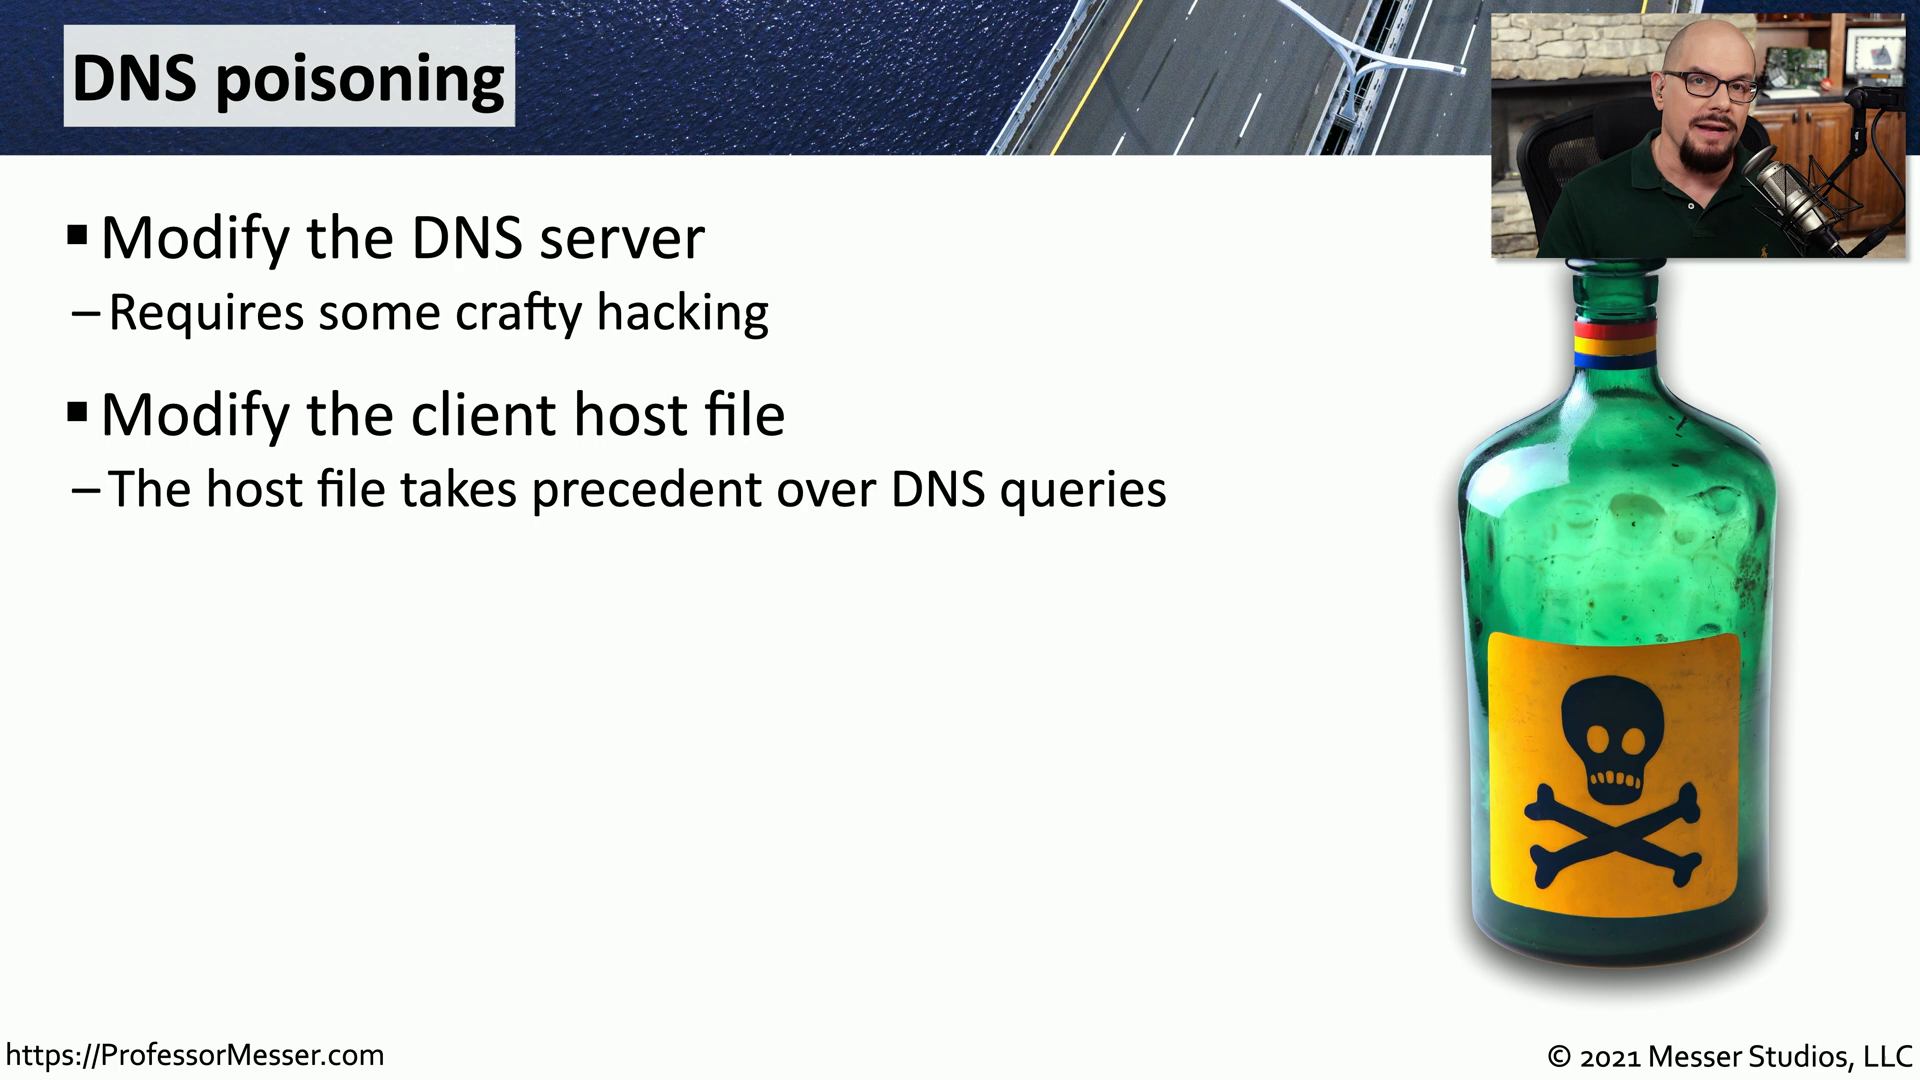 DNS poisoning
▪ Modify the DNS server
– Requires some crafty hacking
▪ Modify the client host file
– The host file takes precedent over DNS queries
https://ProfessorMesser.com
© 2021 Messer Studios, LLC